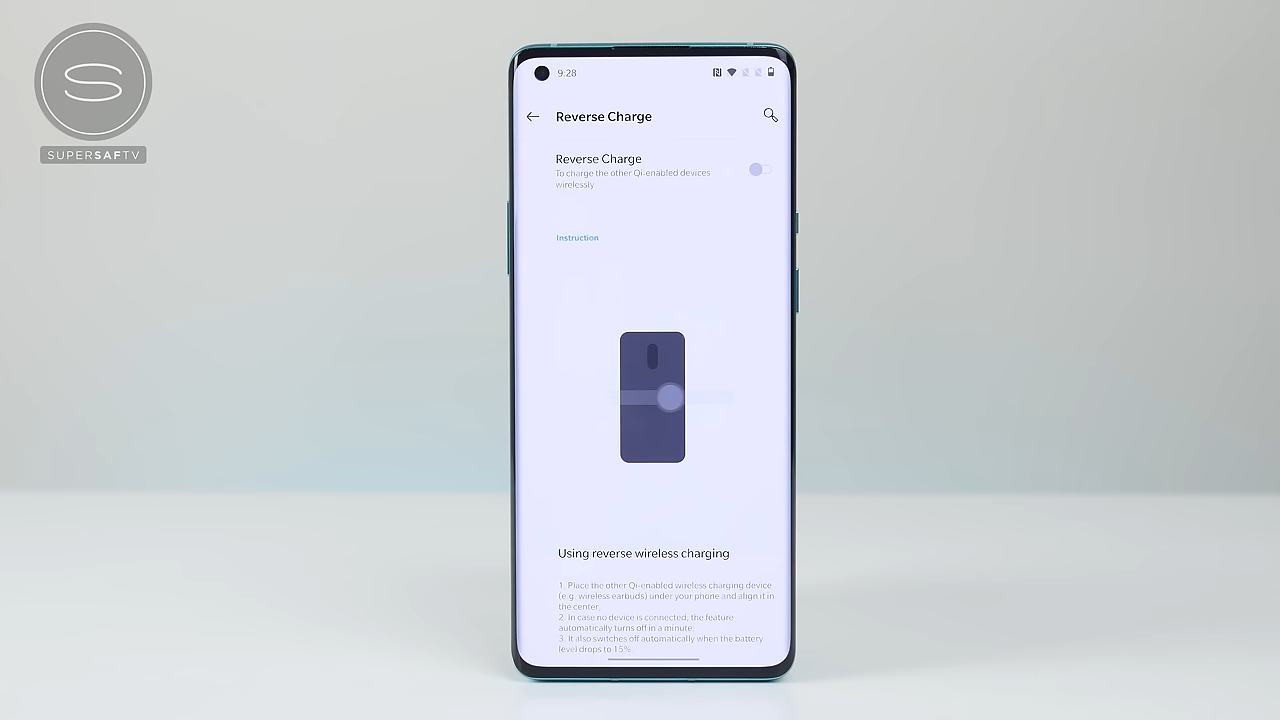 SUPERSAFTV
9:28
Reverse Charge
Reverse Charge
To charge the other Qi-enabled devices
wirelessly
Instruction
Using reverse wireless charging
1. Place the other Qi-enabled wireless charging device
(e.g. wireless earbuds) under your phone and align it in
the center;
2. In case no device is connected, the feature
automatically turns off in a minute;
3. It also switches off automatically when the battery
level drops to 15%.